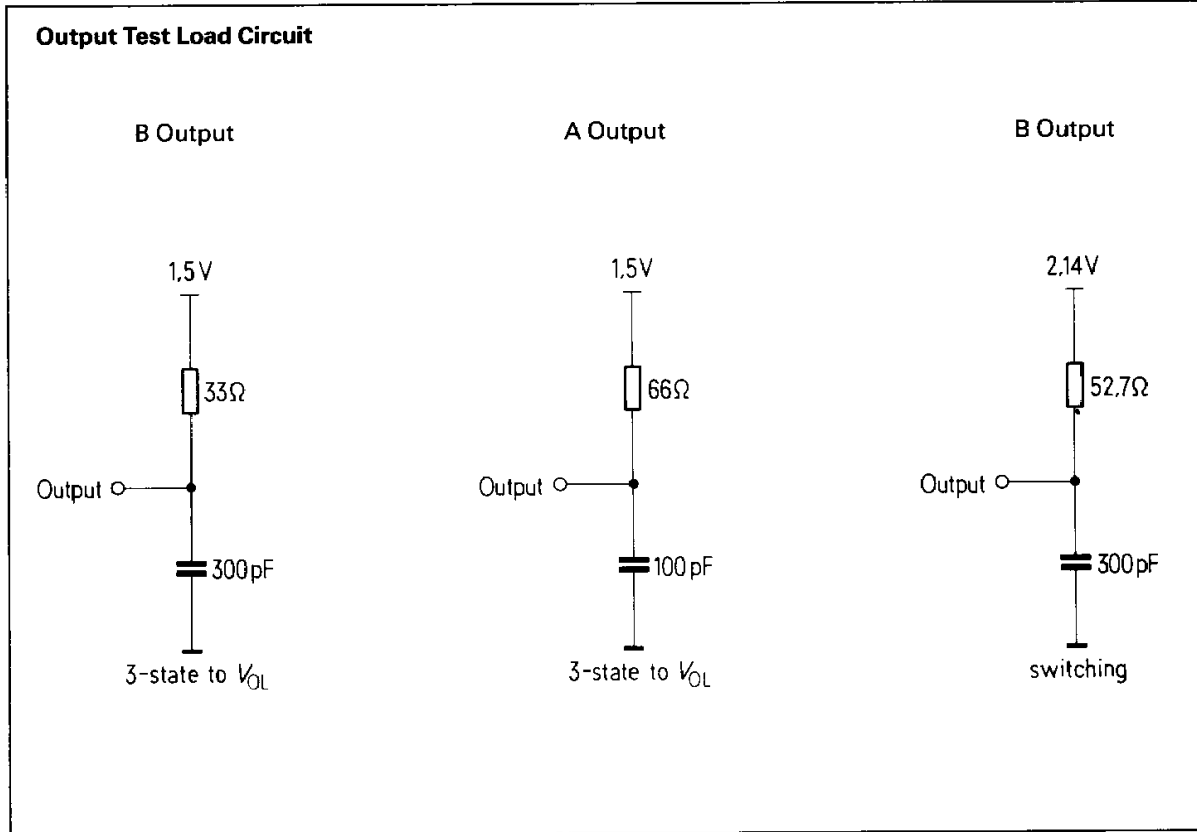 Output Test Load Circuit
B Output
A Output
B Output
1,5V
1,5V
2,14V
33Ω
66Ω
52,7Ω
Output
Output
Output
300pF
100pF
300pF
3-state to VOL
3-state to VOL
switching